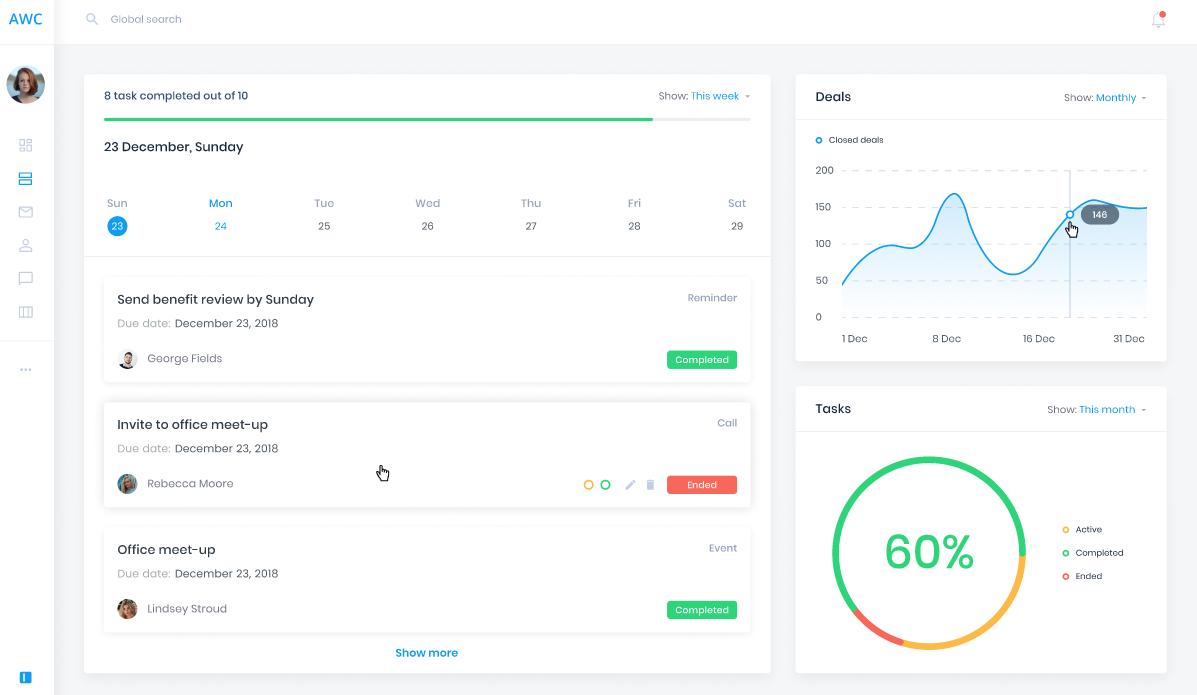 AWC
Global search
8 task completed out of 10
Show: This week
23 December, Sunday
Sun Mon Tue Wed Thu Fri Sat
23 24 25 26 27 28 29
Send benefit review by Sunday
Reminder
Due date: December 23, 2018
George Fields
Completed
Invite to office meet-up
Call
Due date: December 23, 2018
Rebecca Moore
Ended
Office meet-up
Event
Due date: December 23, 2018
Lindsey Stroud
Completed
Show more
Deals
Show: Monthly
Closed deals
200
150
146
100
50
0
1 Dec 8 Dec 16 Dec 31 Dec
Tasks
Show: This month
60%
Active
Completed
Ended